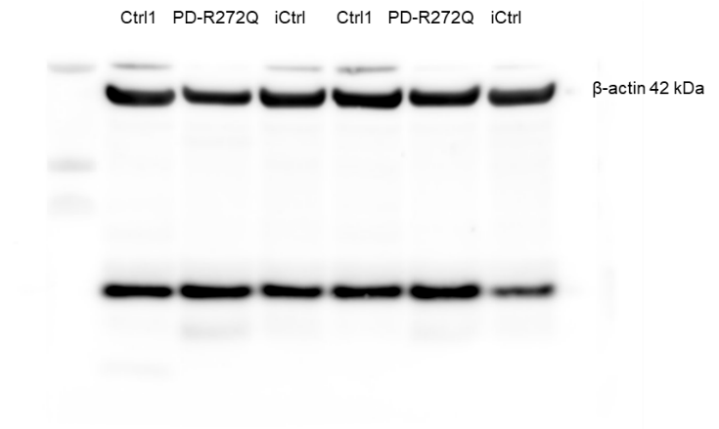 Ctrl1 PD-R272Q iCtrl Ctrl1 PD-R272Q iCtrl
β-actin 42 kDa